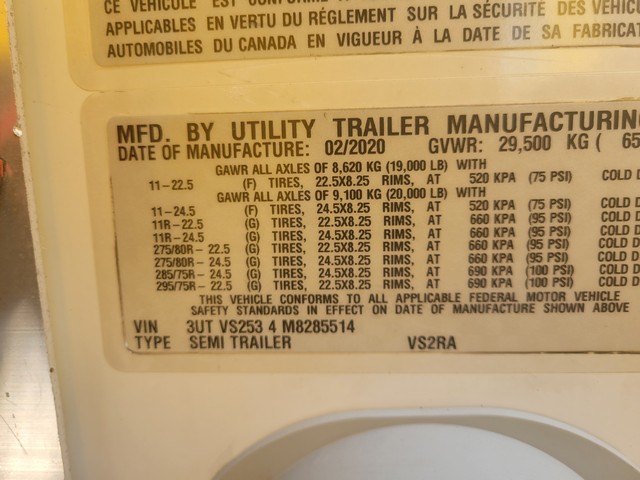 CE VÉHICULE EST CONFORME
APPLICABLES EN VERTU DU RÉGLEMENT SUR LA SÉCURITÉ DES VÉHICU
AUTOMOBILES DU CANADA EN VIGUEUR À LA DATE DE SA FABRICAT
MFD. BY UTILITY TRAILER MANUFACTURING
DATE OF MANUFACTURE: 02/2020 GVWR: 29,500 KG ( 65
GAWR ALL AXLES OF 8,620 KG (19,000 LB) WITH
11-22.5 (F) TIRES, 22.5X8.25 RIMS, AT 520 KPA (75 PSI) COLD D
GAWR ALL AXLES OF 9,100 KG (20,000 LB) WITH
11-24.5 (F) TIRES, 24.5X8.25 RIMS, AT 520 KPA (75 PSI) COLD D
11R-22.5 (G) TIRES, 22.5X8.25 RIMS, AT 660 KPA (95 PSI) COLD D
11R-24.5 (G) TIRES, 24.5X8.25 RIMS, AT 660 KPA (95 PSI) COLD D
275/80R-22.5 (G) TIRES, 22.5X8.25 RIMS, AT 660 KPA (95 PSI) COLD D
275/80R-24.5 (G) TIRES, 24.5X8.25 RIMS, AT 660 KPA (95 PSI) COLD D
285/75R-24.5 (G) TIRES, 24.5X8.25 RIMS, AT 690 KPA (100 PSI) COLD D
295/75R-22.5 (G) TIRES, 22.5X8.25 RIMS, AT 690 KPA (100 PSI) COLD D
THIS VEHICLE CONFORMS TO ALL APPLICABLE FEDERAL MOTOR VEHICLE
SAFETY STANDARDS IN EFFECT ON DATE OF MANUFACTURE SHOWN ABOVE
VIN 3UT VS253 4 M8285514
TYPE SEMI TRAILER VS2RA